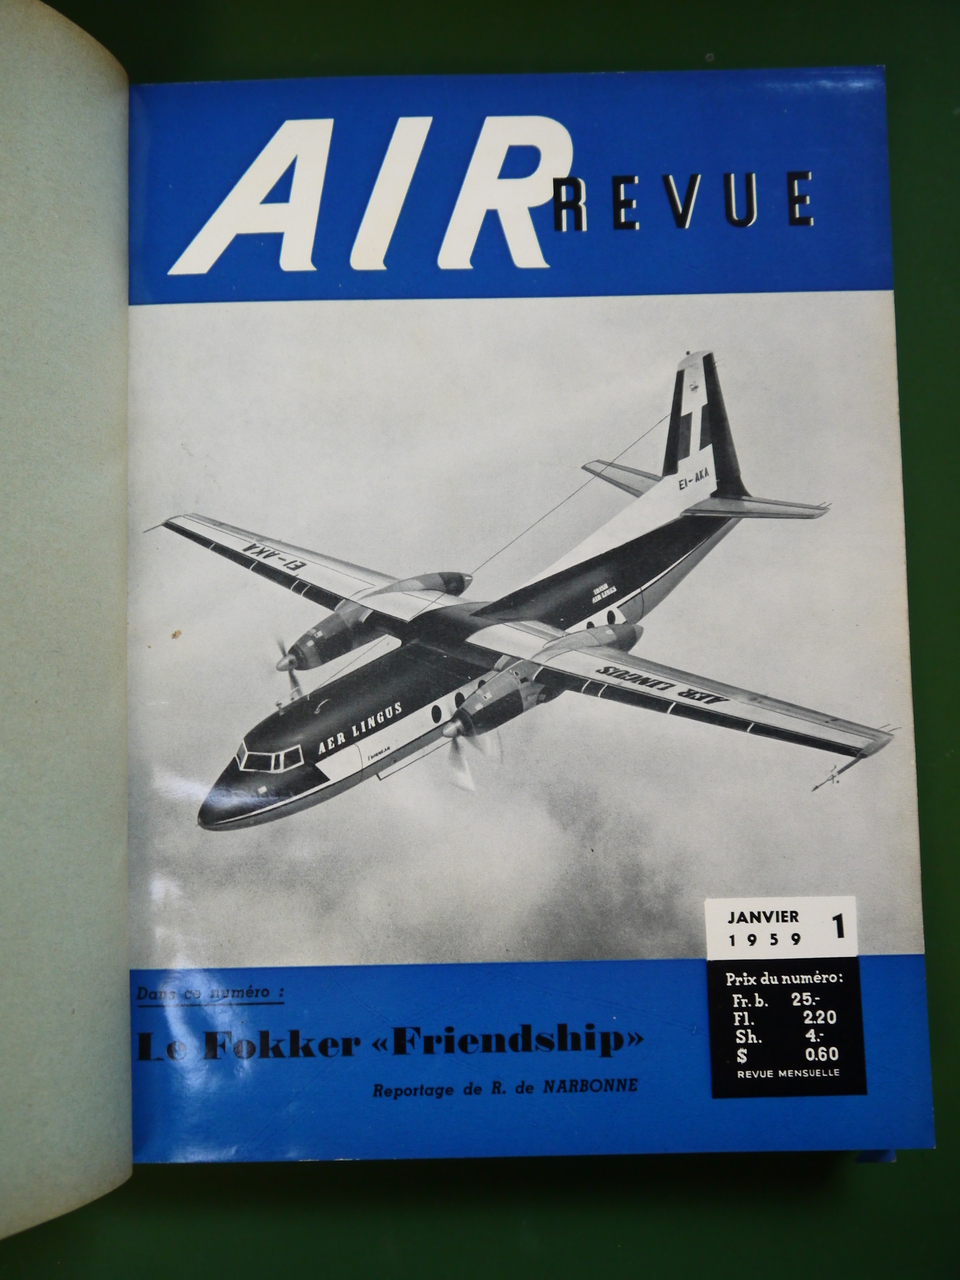 AIR REVUE
EI-AKA
EI-AKA
AER LINGUS
AER LINGUS
AER LINGUS
JANVIER
1959
1
Dans ce numéro :
Le Fokker «Friendship»
Reportage de R. de NARBONNE
Prix du numéro:
Fr. b. 25.-
Fl. 2.20
Sh. 4.-
$ 0.60
REVUE MENSUELLE